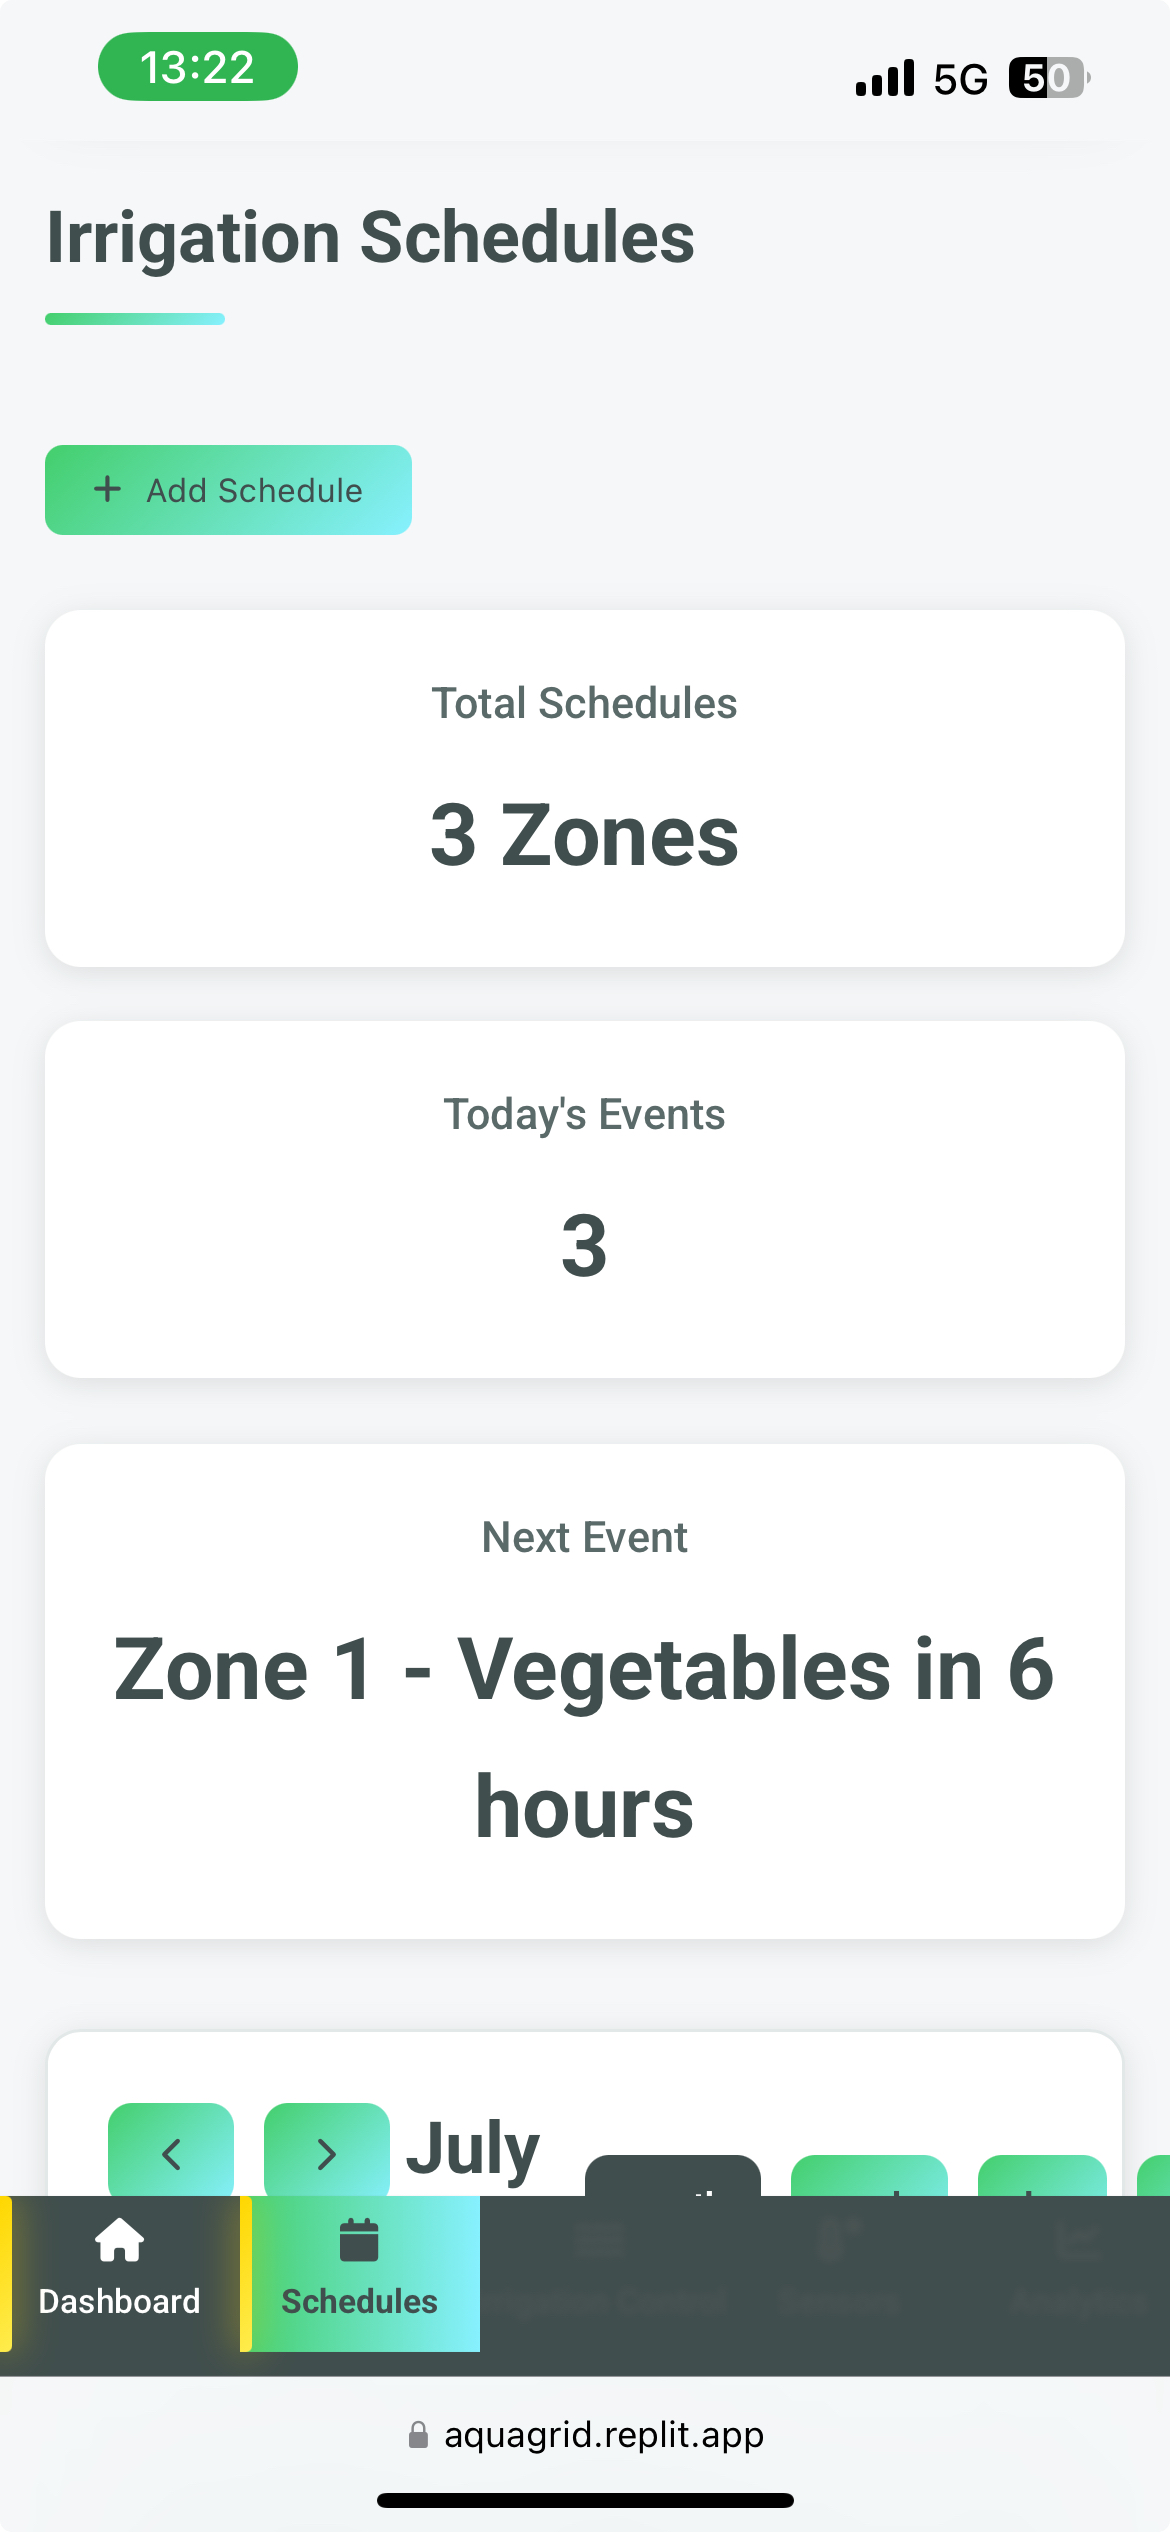 13:22
5G
50
Irrigation Schedules
+ Add Schedule
Total Schedules
3 Zones
Today's Events
3
Next Event
Zone 1 - Vegetables in 6
hours
July
Dashboard
Schedules
aquagrid.replit.app